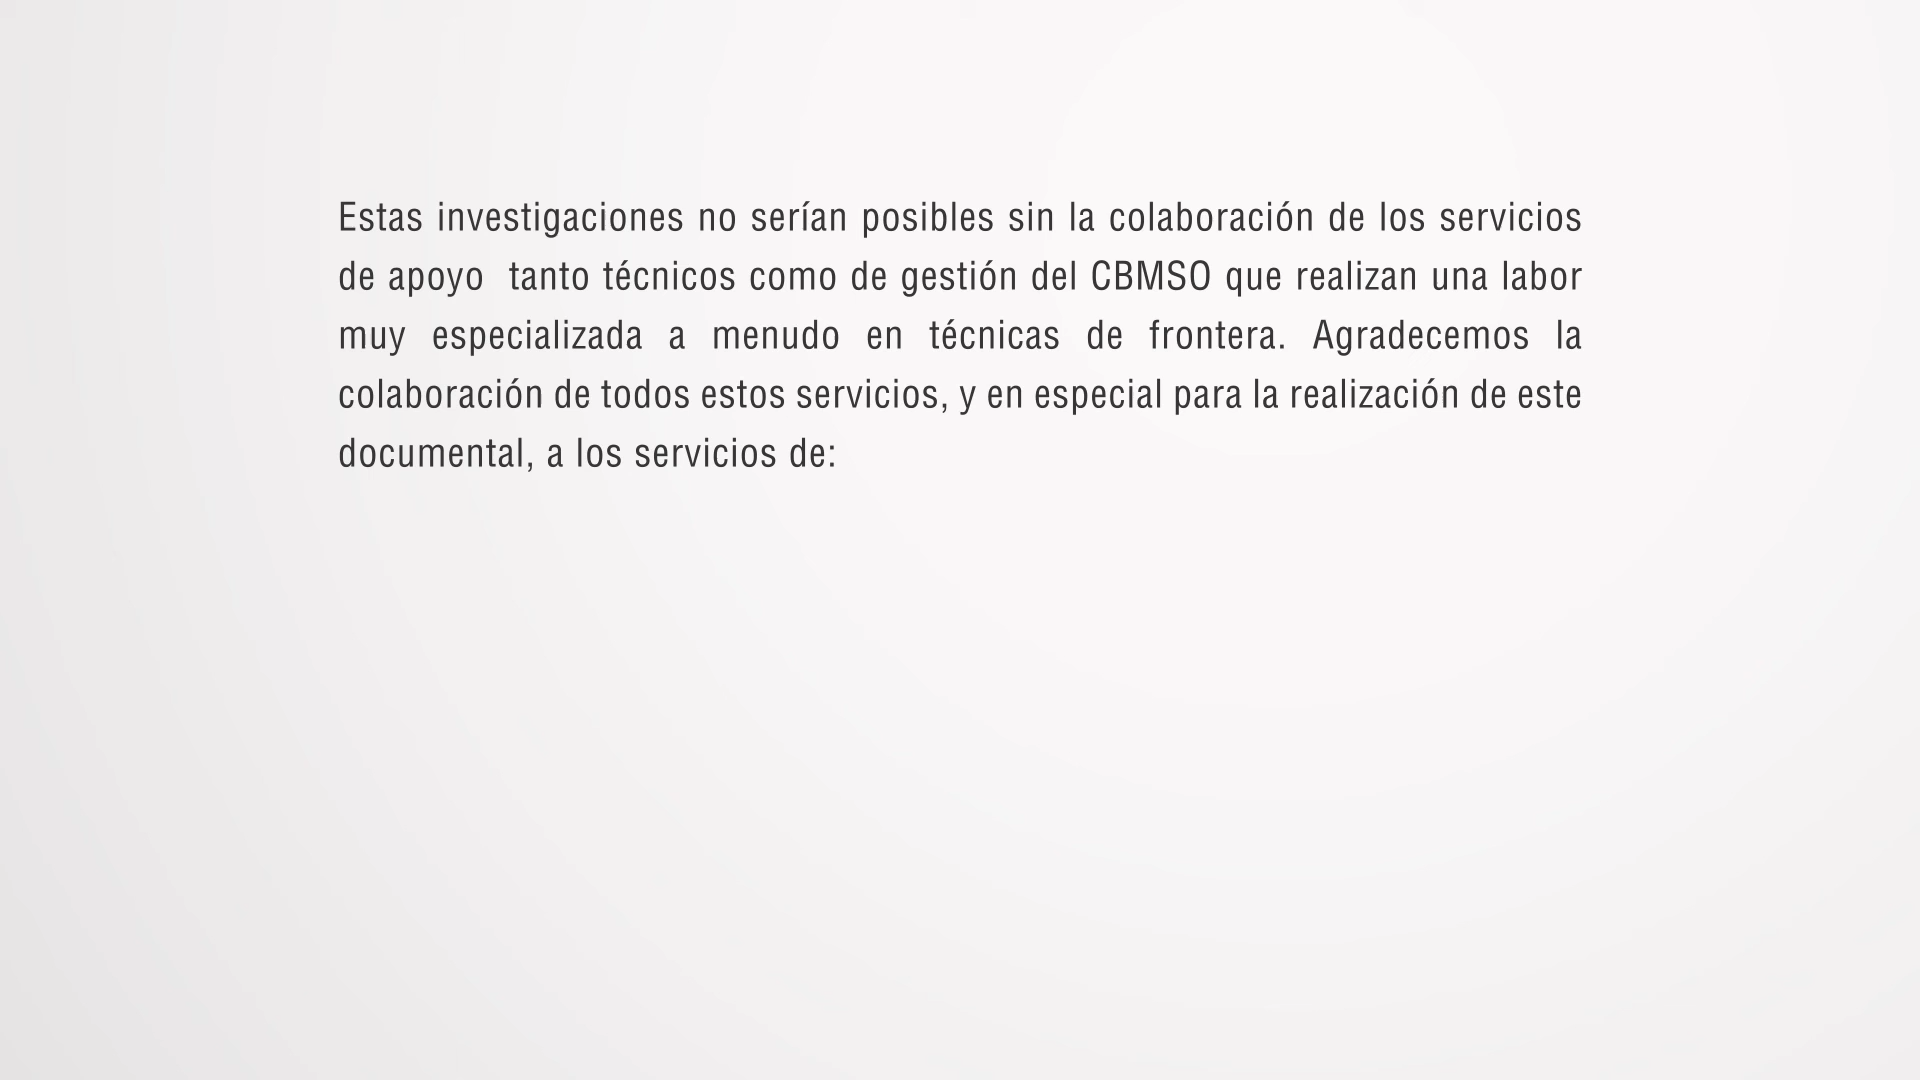 Estas investigaciones no serían posibles sin la colaboración de los servicios
de apoyo  tanto técnicos como de gestión del CBMSO que realizan una labor
muy especializada a menudo en técnicas de frontera. Agradecemos la
colaboración de todos estos servicios, y en especial para la realización de este
documental, a los servicios de: